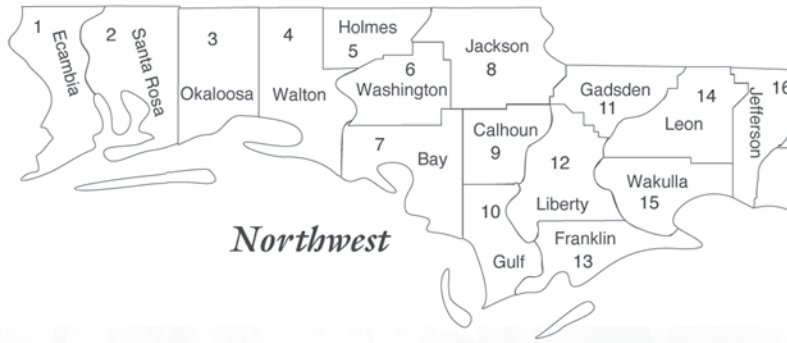 1
Ecambia
2
Santa Rosa
3
Okaloosa
4
Walton
Holmes
5
6
Washington
7
Bay
Jackson
8
Calhoun
9
10
Gulf
Gadsden
11
12
Liberty
Franklin
13
14
Leon
Wakulla
15
Jefferson
16
Northwest